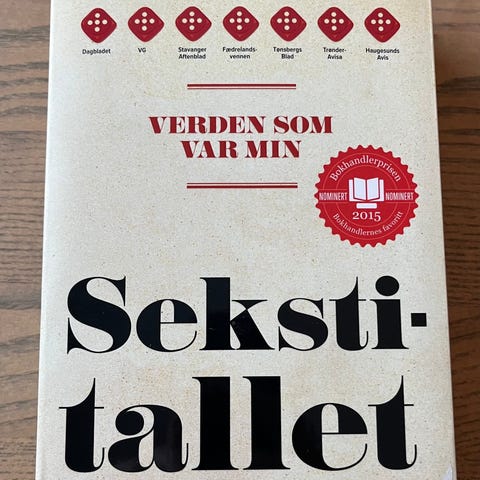 Dagbladet
VG
Stavanger
Aftenblad
Fædrelands-
vennen
Tønsbergs
Blad
Trønder-
Avisa
Haugesunds
Avis
VERDEN SOM
VAR MIN
Bokhandlerprisen
NOMINERT NOMINERT
2015
Bokhandlernes favoritt
Seksti-
tallet